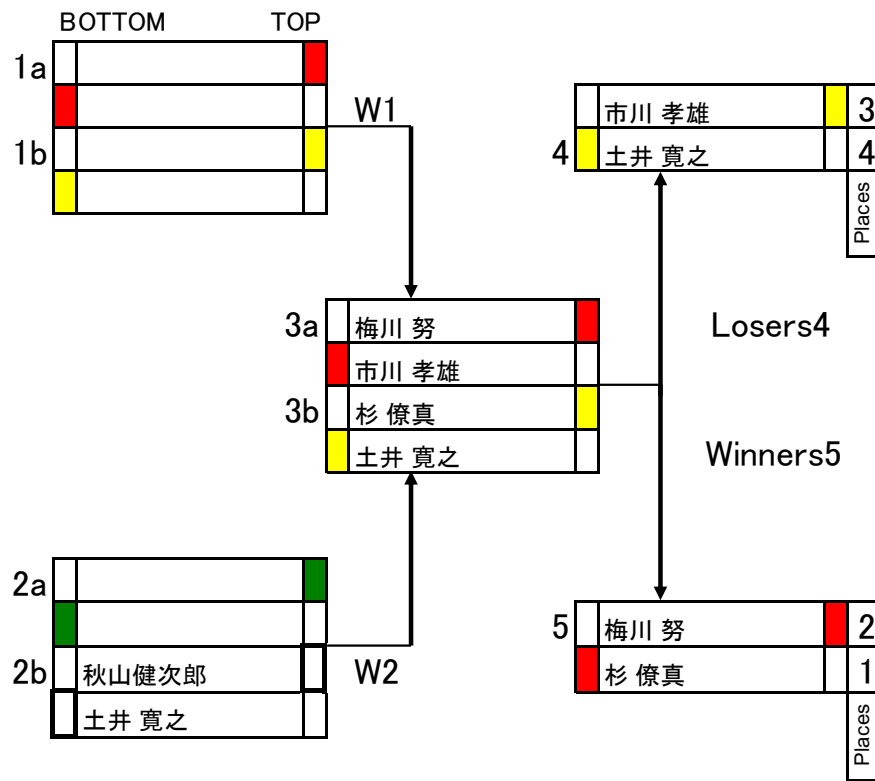 BOTTOM TOP
1a
1b
W1
市川 孝雄 3
4 土井 寛之 4
Places
3a 梅川 努
市川 孝雄
3b 杉 僚真
土井 寛之
Losers4
Winners5
2a
2b 秋山健次郎
土井 寛之
W2
5 梅川 努 2
杉 僚真 1
Places